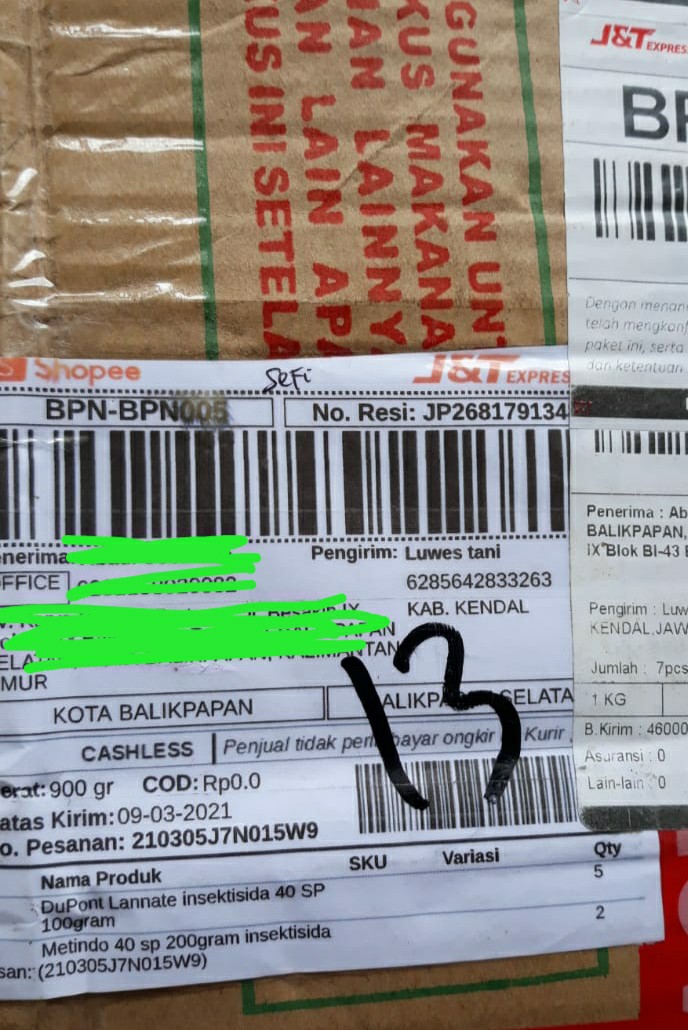 GUNAKAN UN
KUS MAKANA
AN LAINNY
AN LAIN APA
US INI SETELA
J&T EXPRES
Dengan menan
telah mengkonf
paket ini, serta
dan ketentuan
Shopee
Sefi
J&T EXPRES
BPN-BPN005
No. Resi: JP268179134
enerima
Pengirim: Luwes tani
OFFICE
6285642833263
KAB. KENDAL
MUR
KOTA BALIKPAPAN
ALIKPA SELATA
13
CASHLESS
Penjual tidak per bayar ongkir Kurir
erat: 900 gr COD: Rp0.0
atas Kirim: 09-03-2021
o. Pesanan: 210305J7N015W9
Nama Produk SKU Variasi Qty
DuPont Lannate insektisida 40 SP 5
100gram
Metindo 40 sp 200gram insektisida 2
san: (210305J7N015W9)
Penerima : Ab
BALIKPAPAN,
IX Blok BI-43
Pengirim : Luw
KENDAL,JAW
Jumlah : 7pcs
1 KG
B.Kirim : 46000
Asuransi : 0
Lain-lain : 0